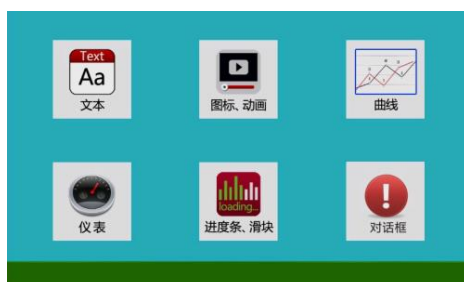 Text
Aa
文本
图标、动画
曲线
仪表
loading...
进度条、滑块
对话框